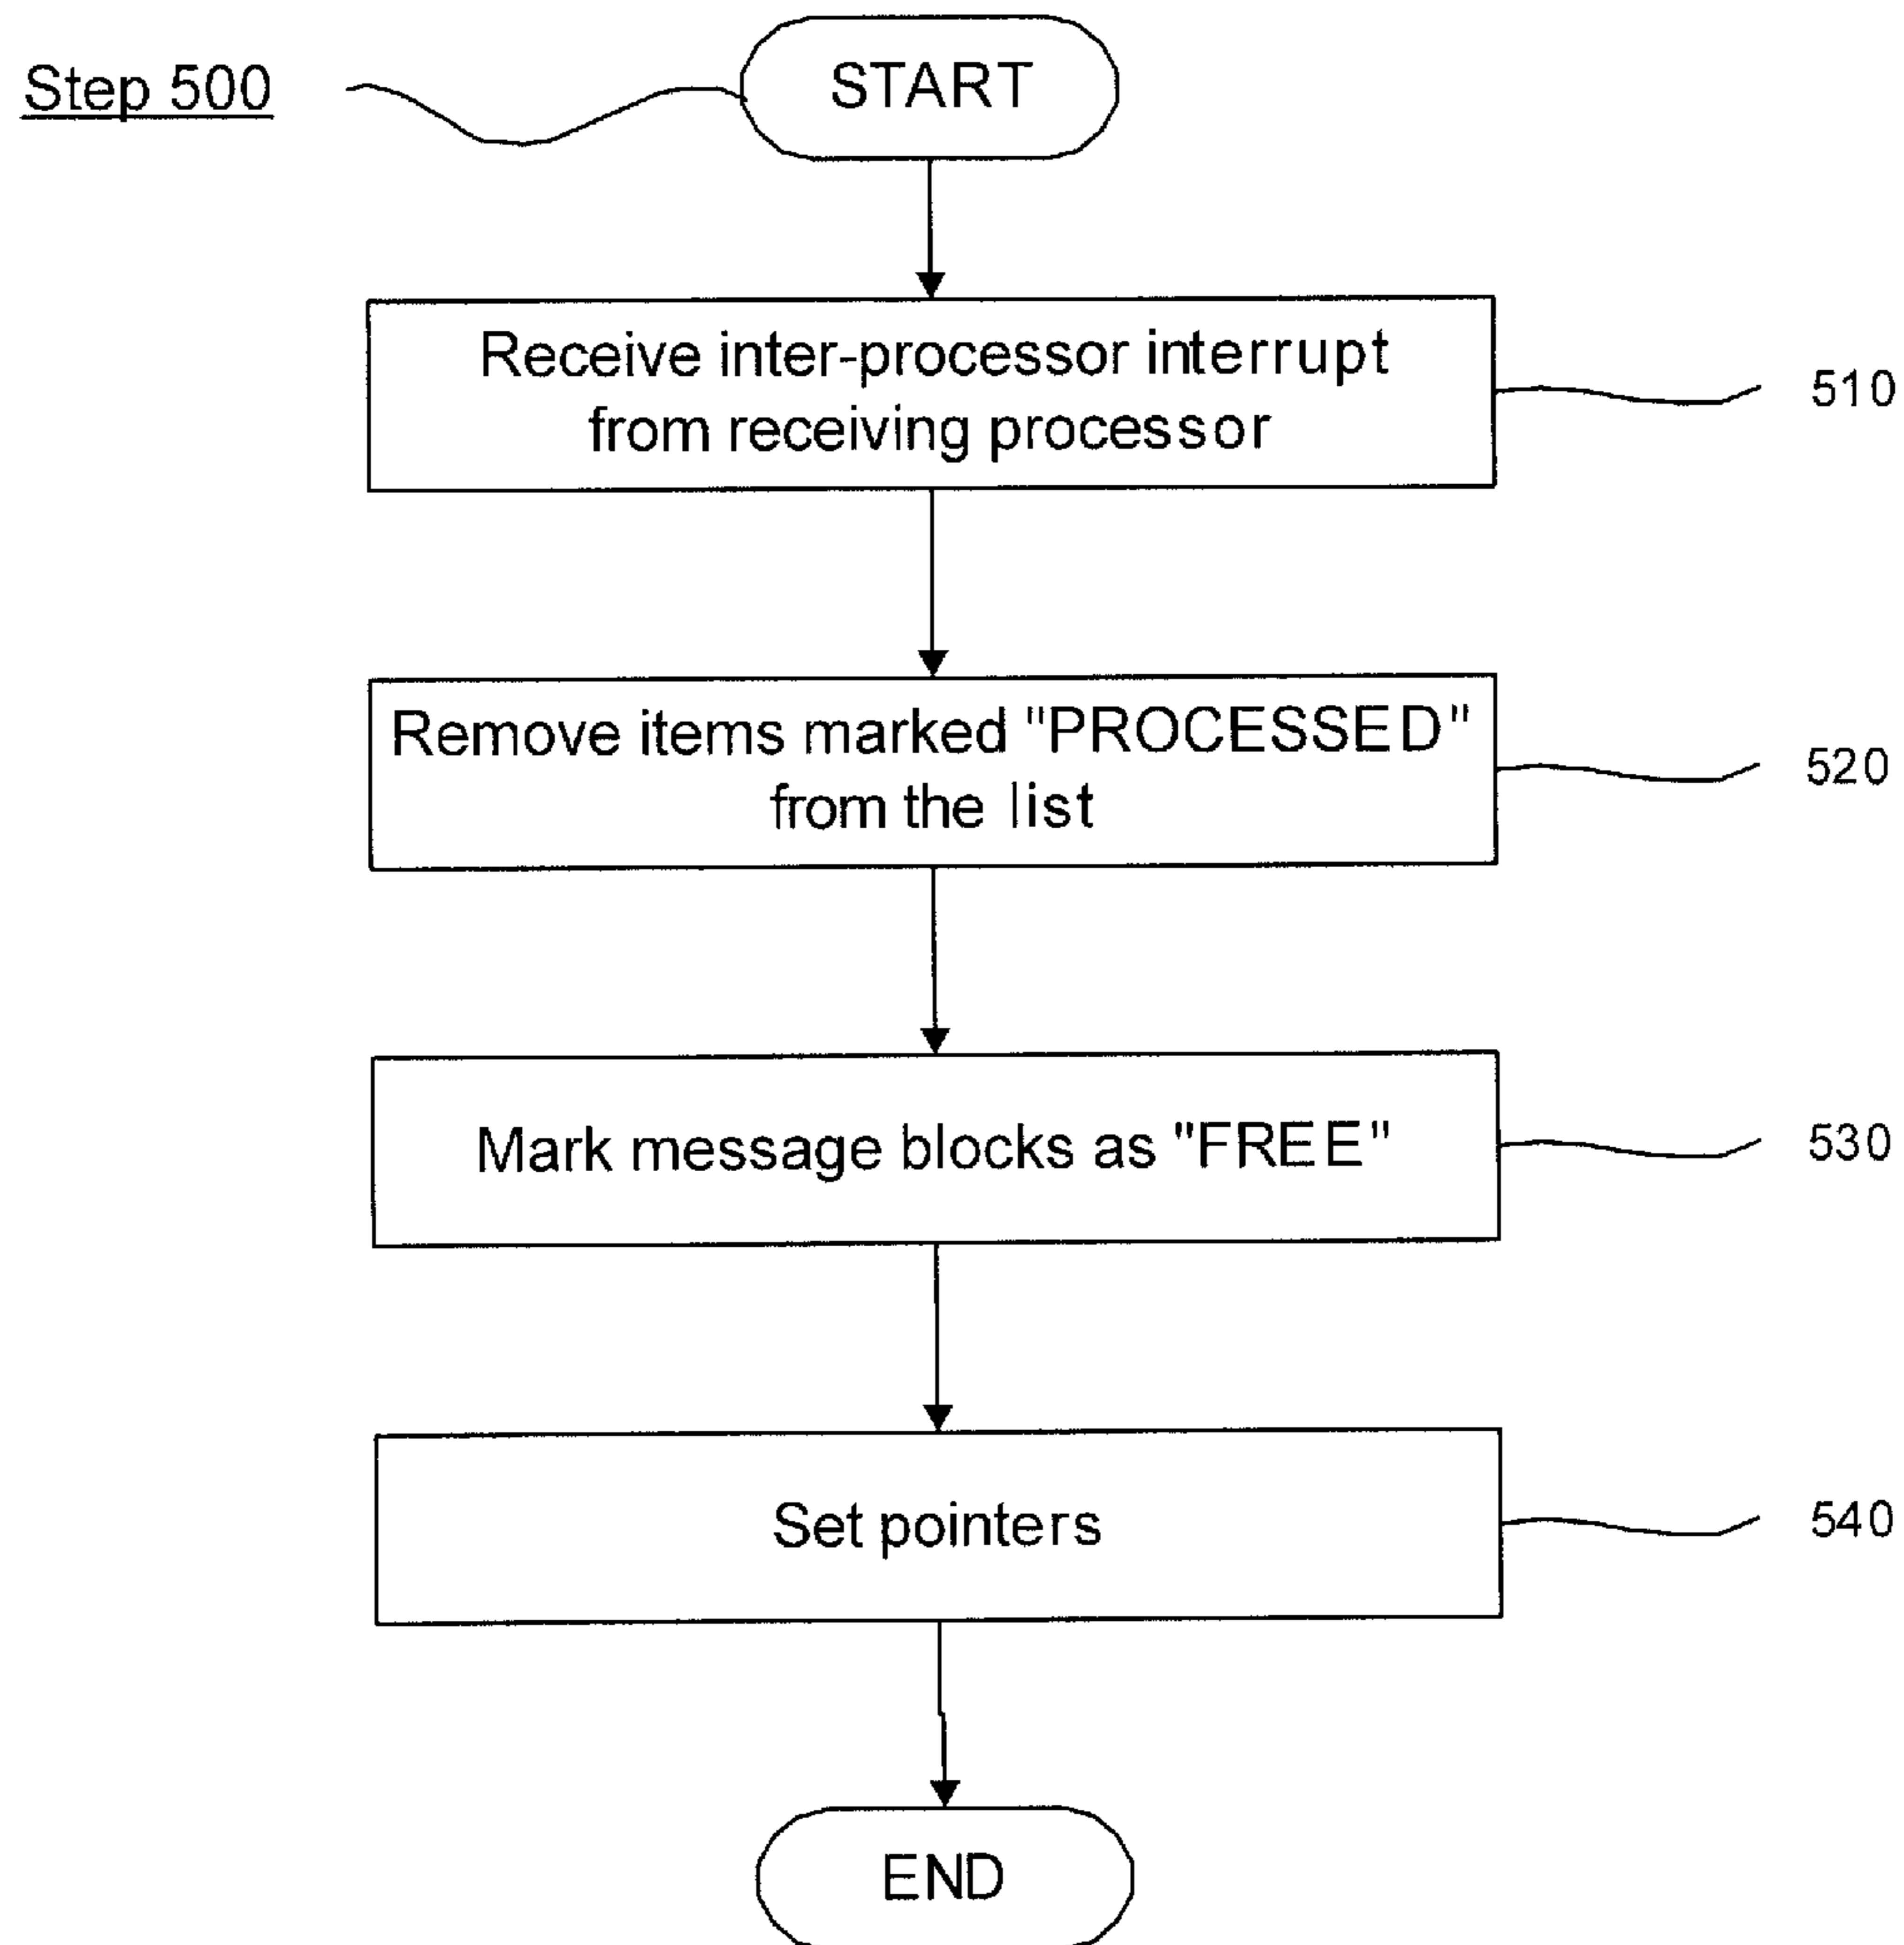 Step 500
START
Receive inter-processor interrupt
from receiving processor
510
Remove items marked "PROCESSED"
from the list
520
Mark message blocks as "FREE"
530
Set pointers
540
END